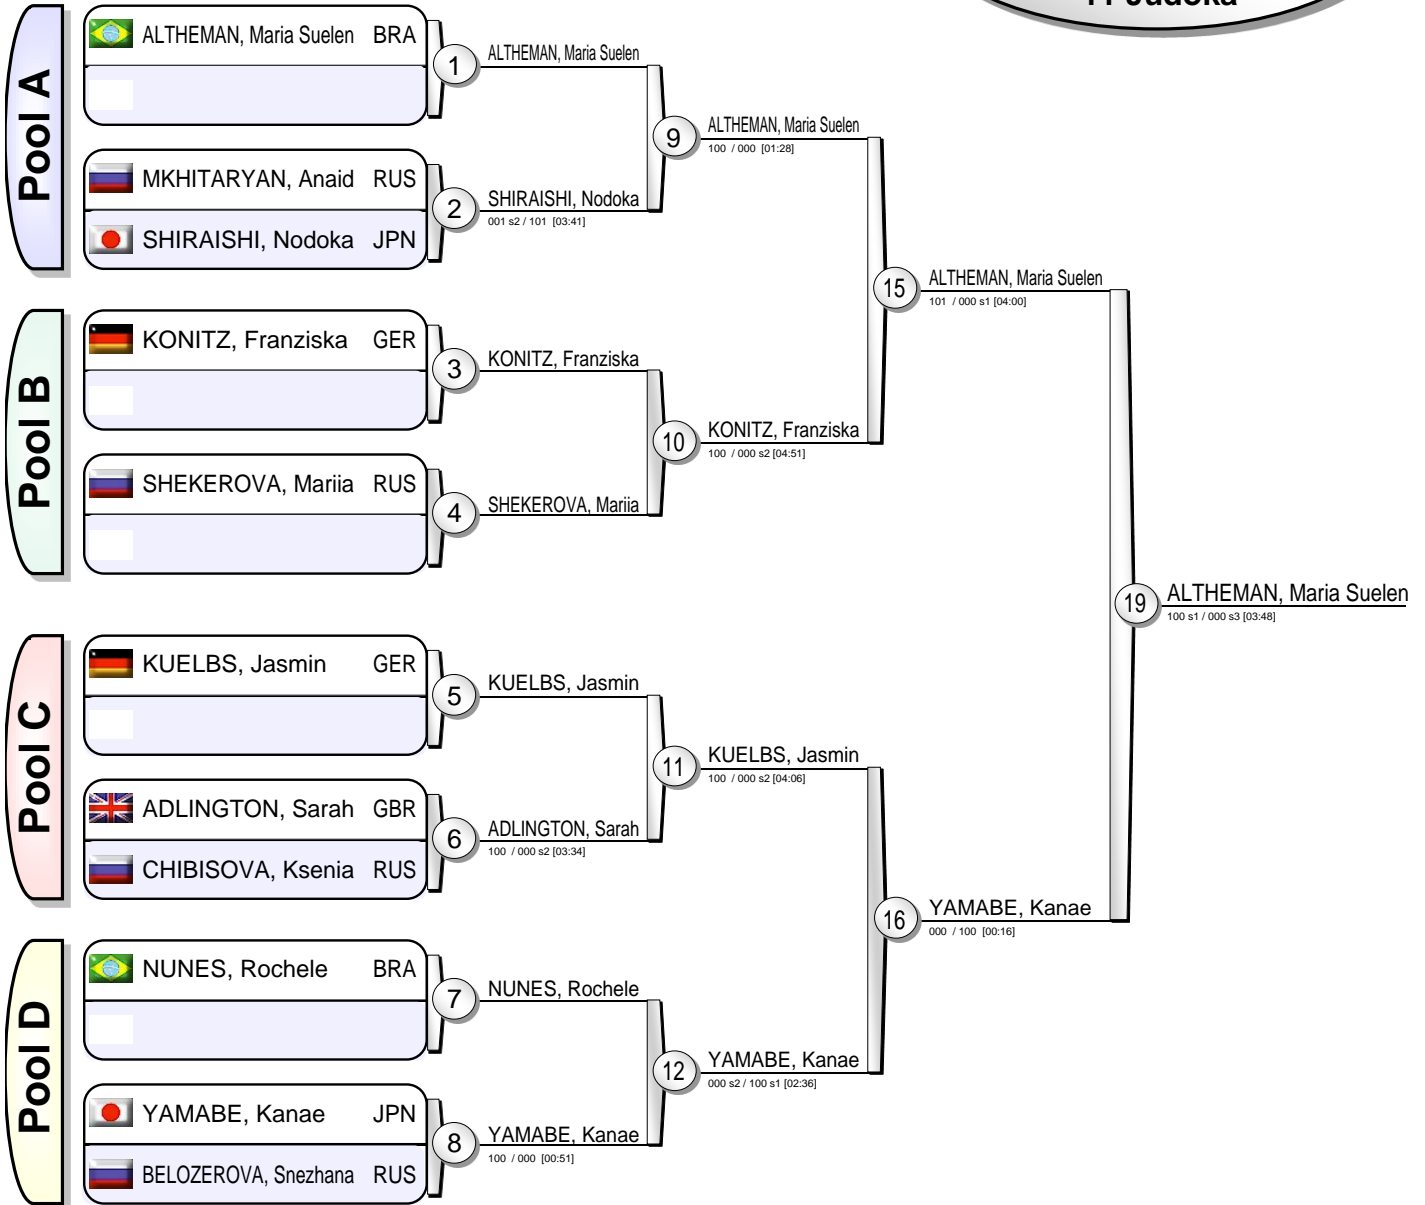 11 Judoka
Pool A
ALTHEMAN, Maria Suelen BRA
MKHITARYAN, Anaid RUS
SHIRAISHI, Nodoka JPN
1
ALTHEMAN, Maria Suelen
2
SHIRAISHI, Nodoka
001 s2 / 101 [03:41]
9
ALTHEMAN, Maria Suelen
100 / 000 [01:28]
Pool B
KONITZ, Franziska GER
SHEKEROVA, Mariia RUS
3
KONITZ, Franziska
4
SHEKEROVA, Mariia
10
KONITZ, Franziska
100 / 000 s2 [04:51]
15
ALTHEMAN, Maria Suelen
101 / 000 s1 [04:00]
Pool C
KUELBS, Jasmin GER
ADLINGTON, Sarah GBR
CHIBISOVA, Ksenia RUS
5
KUELBS, Jasmin
6
ADLINGTON, Sarah
100 / 000 s2 [03:34]
11
KUELBS, Jasmin
100 / 000 s2 [04:06]
Pool D
NUNES, Rochele BRA
YAMABE, Kanae JPN
BELOZEROVA, Snezhana RUS
7
NUNES, Rochele
8
YAMABE, Kanae
100 / 000 [00:51]
12
YAMABE, Kanae
000 s2 / 100 s1 [02:36]
16
YAMABE, Kanae
000 / 100 [00:16]
19
ALTHEMAN, Maria Suelen
100 s1 / 000 s3 [03:48]